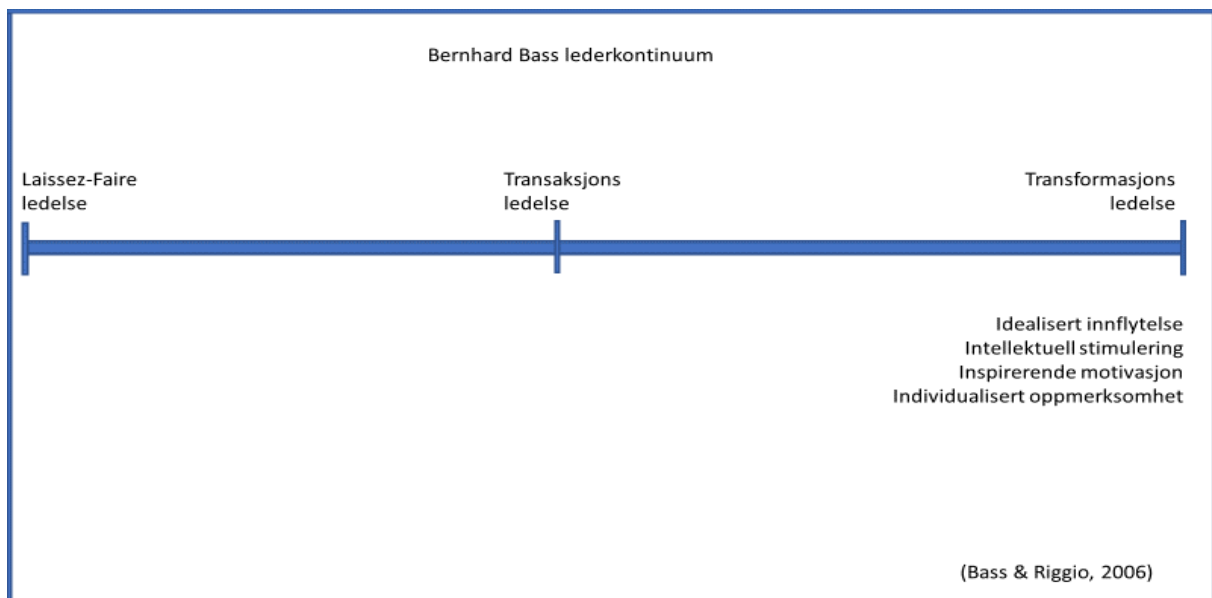 Bernhard Bass lederkontinuum
Laissez-Faire
ledelse
Transaksjons
ledelse
Transformasjons
ledelse
Idealisert innflytelse
Intellektuell stimulering
Inspirerende motivasjon
Individualisert oppmerksomhet
(Bass & Riggio, 2006)